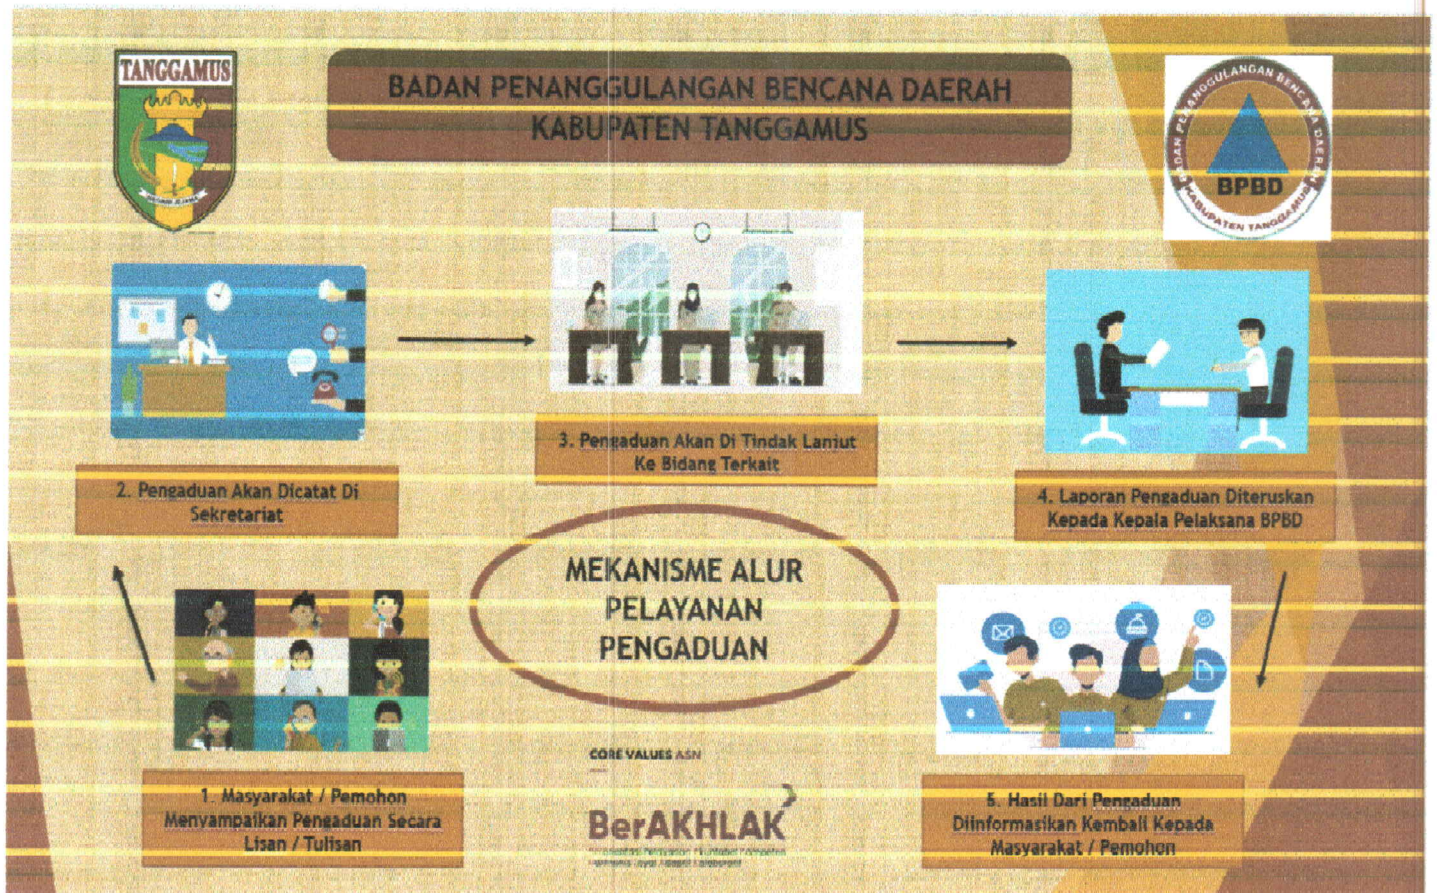 TANGGAMUS
BADAN PENANGGULANGAN BENCANA DAERAH
KABUPATEN TANGGAMUS
BADAN PENANGGULANGAN BENCANA DAERAH
BPBD
KABUPATEN TANGGAMUS
2. Pengaduan Akan Dicatat Di
Sekretariat
3. Pengaduan Akan Di Tindak Lanjut
Ke Bidang Terkait
4. Laporan Pengaduan Diteruskan
Kepada Kepala Pelaksana BPBD
MEKANISME ALUR
PELAYANAN
PENGADUAN
1. Masyarakat / Pemohon
Menyampaikan Pengaduan Secara
Lisan / Tulisan
CORE VALUES ASN
BerAKHLAK
5. Hasil Dari Pengaduan
Diinformasikan Kembali Kepada
Masyarakat / Pemohon